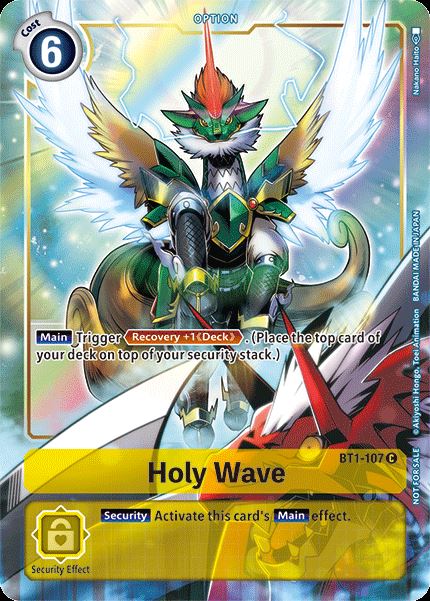 OPTION
Cost
6
Nakano Haito
Main Trigger Recovery +1《Deck》. (Place the top card of
your deck on top of your security stack.)
©Akiyoshi Hongo, Toei Animation
BANDAI MADE IN JAPAN
NOT FOR SALE
BT1-107 C
Holy Wave
Security Activate this card's Main effect.
Security Effect